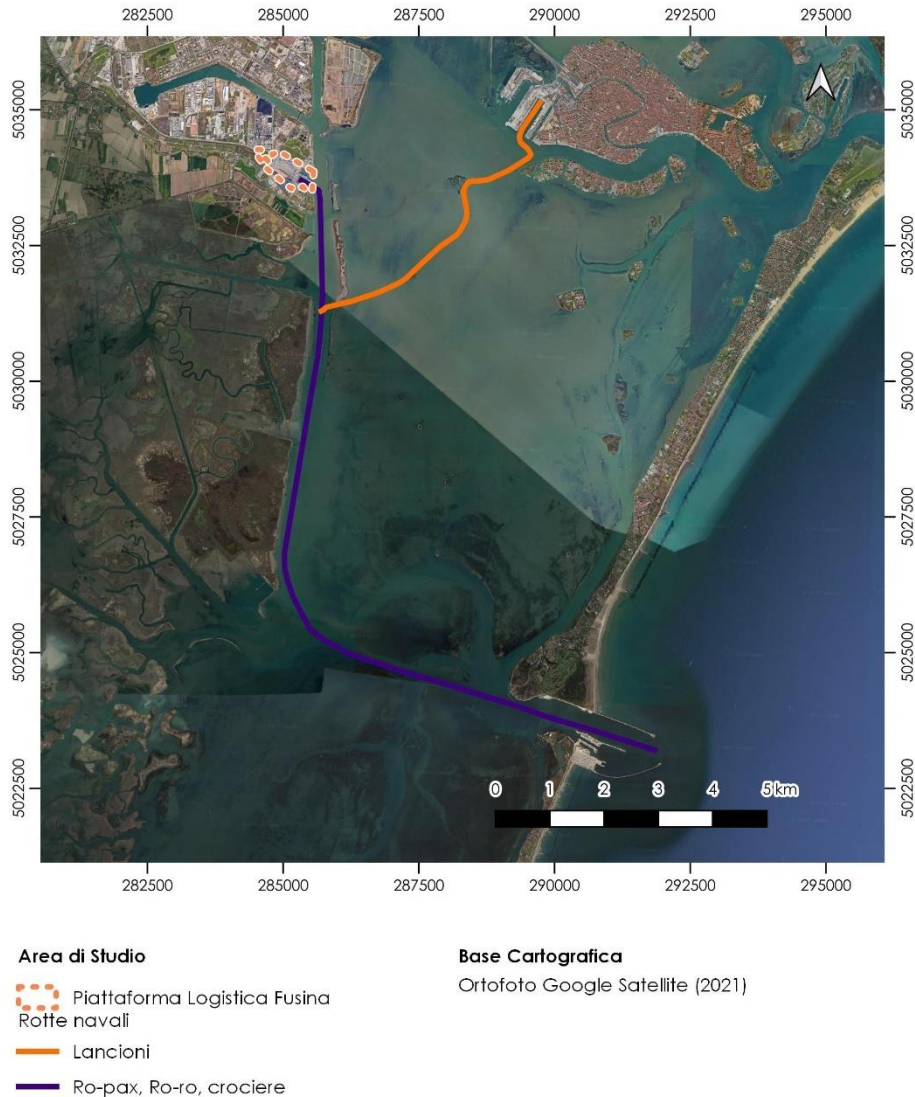 282500 285000 287500 290000 292500 295000
5035000 5035000
5032500 5032500
5030000 5030000
5027500 5027500
5025000 5025000
5022500 5022500
0 1 2 3 4 5 km
282500 285000 287500 290000 292500 295000
Area di Studio
Piattaforma Logistica Fusina
Rotte navali
Lancioni
Ro-pax, Ro-ro, crociere
Base Cartografica
Ortofoto Google Satellite (2021)